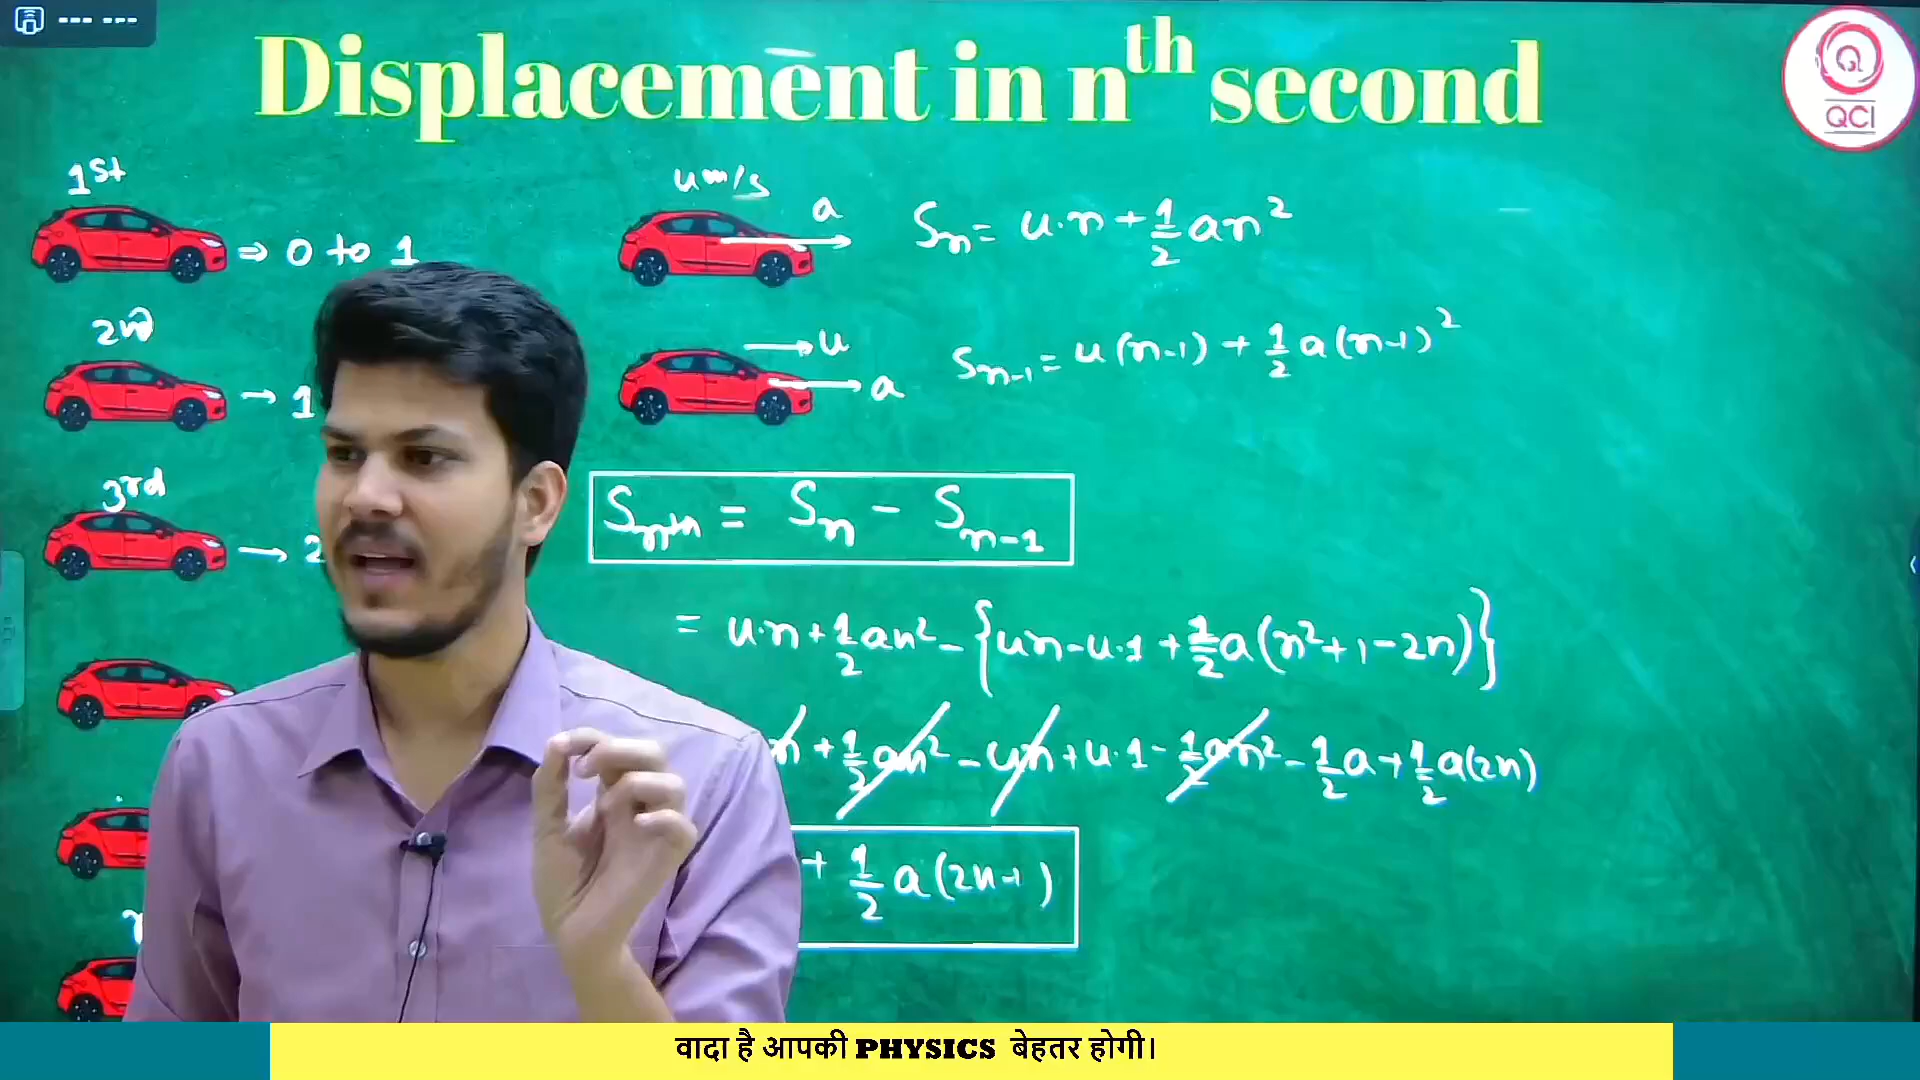 Displacement in nth second
QCI
1st
⇒ 0 to 1
2nd
→ 1
3rd
→ 2
u m/s
a
Sn = u·n + 1/2 an²
u
a
Sn-1 = u(n-1) + 1/2 a(n-1)²
Snth = Sn - Sn-1
= u·n + 1/2 an² - {un - u·1 + 1/2 a(n²+1-2n)}
+ 1/2 an² - un + u·1 - 1/2 an² - 1/2 a + 1/2 a(2n)
+ 1/2 a(2n-1)
वादा है आपकी PHYSICS बेहतर होगी।